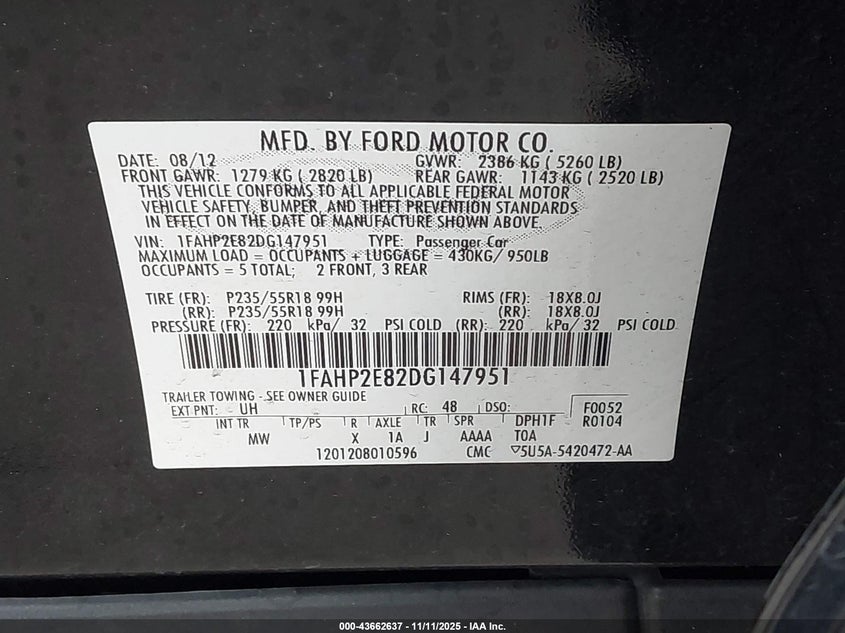 MFD. BY FORD MOTOR CO.
DATE: 08/12 GVWR: 2386 KG ( 5260 LB)
FRONT GAWR: 1279 KG ( 2820 LB) REAR GAWR: 1143 KG ( 2520 LB)
THIS VEHICLE CONFORMS TO ALL APPLICABLE FEDERAL MOTOR
VEHICLE SAFETY, BUMPER, AND THEFT PREVENTION STANDARDS
IN EFFECT ON THE DATE OF MANUFACTURE SHOWN ABOVE.
VIN: 1FAHP2E82DG147951 TYPE: Passenger Car
MAXIMUM LOAD = OCCUPANTS + LUGGAGE = 430KG/ 950LB
OCCUPANTS = 5 TOTAL; 2 FRONT, 3 REAR
TIRE (FR): P235/55R18 99H RIMS (FR): 18X8.0J
(RR): P235/55R18 99H (RR): 18X8.0J
PRESSURE (FR): 220 kPa/ 32 PSI COLD (RR): 220 kPa/ 32 PSI COLD
1FAHP2E82DG147951
TRAILER TOWING - SEE OWNER GUIDE
EXT PNT: UH RC: 48 DSO: F0052
INT TR TP/PS R AXLE TR SPR DPH1F R0104
MW X 1A J AAAA T0A
1201208010596 CMC ▽5U5A-5420472-AA
000-43662637 - 11/11/2025 - IAA Inc.